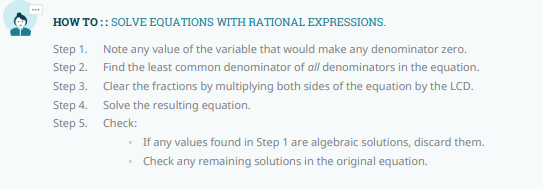 HOW TO : : SOLVE EQUATIONS WITH RATIONAL EXPRESSIONS.
Step 1. Note any value of the variable that would make any denominator zero.
Step 2. Find the least common denominator of all denominators in the equation.
Step 3. Clear the fractions by multiplying both sides of the equation by the LCD.
Step 4. Solve the resulting equation.
Step 5. Check:
◦ If any values found in Step 1 are algebraic solutions, discard them.
◦ Check any remaining solutions in the original equation.